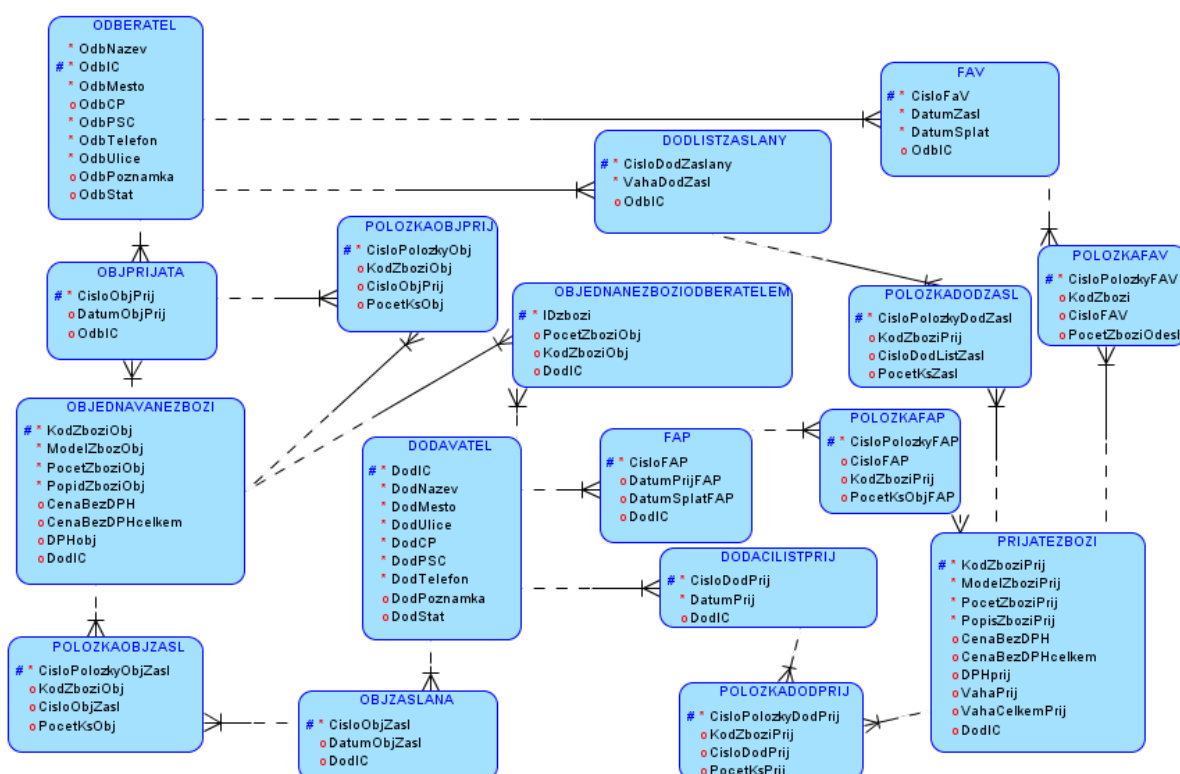 ODBERATEL
* OdbNazev
# * OdbIC
* OdbMesto
o OdbCP
* OdbPSC
* OdbTelefon
* OdbUlice
o OdbPoznamka
o OdbStat
FAV
# * CisloFaV
* DatumZasl
* DatumSplat
o OdbIC
DODLISTZASLANY
# * CisloDodZaslany
* VahaDodZasl
o OdbIC
POLOZKAOBJPRIJ
# * CisloPolozkyObj
o KodZboziObj
o CisloObjPrij
o PocetKsObj
OBJPRIJATA
# * CisloObjPrij
o DatumObjPrij
o OdbIC
OBJEDNANEZBOZIODBERATELEM
# * IDzbozi
o PocetZboziObj
o KodZboziObj
o DodIC
POLOZKADODZASL
# * CisloPolozkyDodZasl
o KodZboziPrij
o CisloDodListZasl
o PocetKsZasl
POLOZKAFAV
# * CisloPolozkyFAV
o KodZbozi
o CisloFAV
o PocetZboziOdesl
OBJEDNAVANEZBOZI
# * KodZboziObj
* ModelZbozObj
* PocetZboziObj
* PopidZboziObj
o CenaBezDPH
o CenaBezDPHcelkem
o DPHobj
o DodIC
DODAVATEL
# * DodIC
* DodNazev
* DodMesto
* DodUlice
* DodCP
* DodPSC
* DodTelefon
o DodPoznamka
o DodStat
FAP
# * CisloFAP
o DatumPrijFAP
o DatumSplatFAP
o DodIC
POLOZKAFAP
# * CisloPolozkyFAP
o CisloFAP
o KodZboziPrij
o PocetKsObjFAP
DODACILISTPRIJ
# * CisloDodPrij
* DatumPrij
o DodIC
PRIJATEZBOZI
# * KodZboziPrij
* ModelZboziPrij
* PocetZboziPrij
* PopisZboziPrij
o CenaBezDPH
o CenaBezDPHcelkem
o DPHprij
o VahaPrij
o VahaCelkemPrij
o DodIC
POLOZKAOBJZASL
# * CisloPolozkyObjZasl
o KodZboziObj
o CisloObjZasl
o PocetKsObj
OBJZASLANA
# * CisloObjZasl
o DatumObjZasl
o DodIC
POLOZKADODPRIJ
# * CisloPolozkyDodPrij
o KodZboziPrij
o CisloDodPrij
o PocetKsPrij